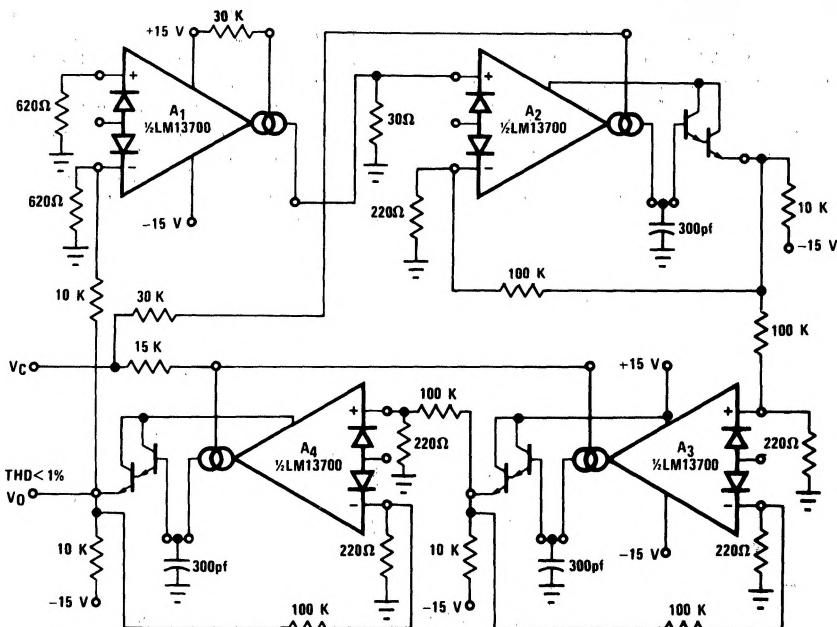 30 K
+15 V
+
A1
½LM13700
620Ω
−
620Ω
−15 V
+
A2
½LM13700
30Ω
−
220Ω
300pf
10 K
−15 V
10 K
30 K
100 K
100 K
VC
15 K
+15 V
100 K
+
A4
½LM13700
220Ω
−
+
A3
½LM13700
220Ω
−
THD<1%
VO
10 K
300pf
220Ω
10 K
300pf
−15 V
220Ω
−15 V
−15 V
100 K
100 K